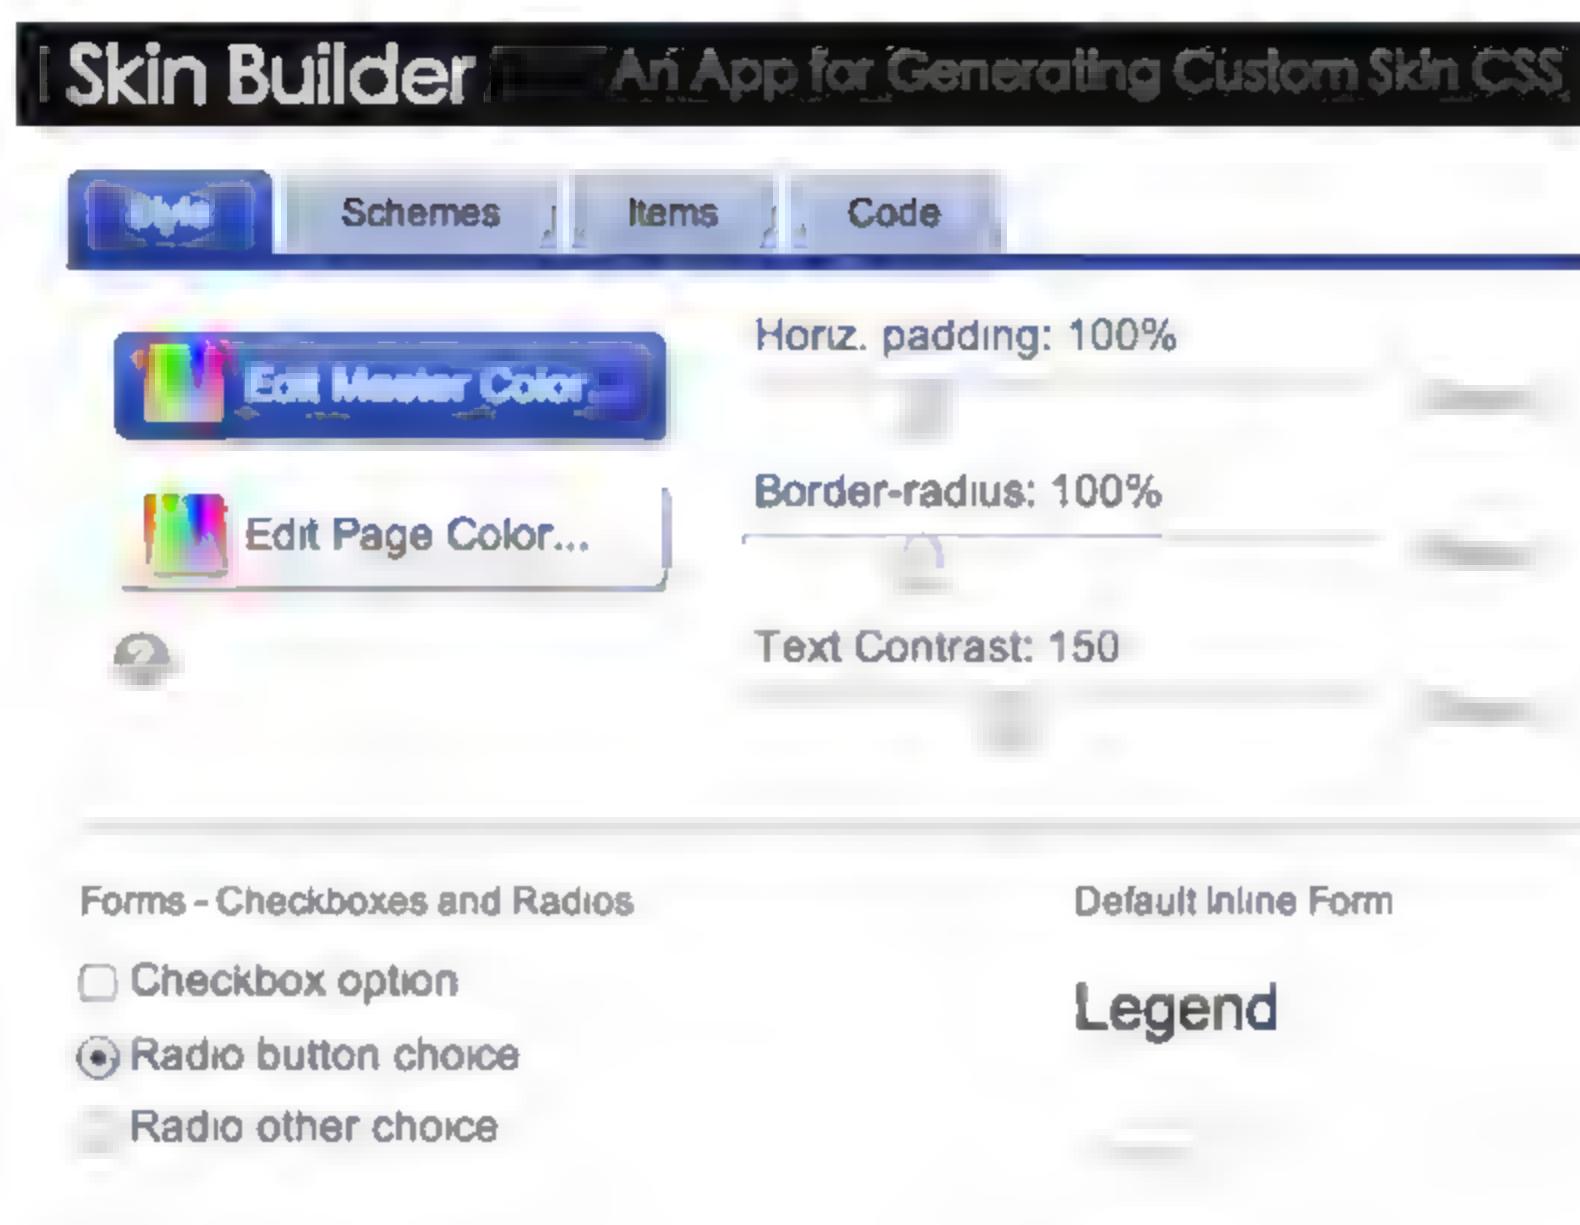 Skin Builder An App for Generating Custom Skin CSS
Style Schemes Items Code
Edit Master Color...
Horiz. padding: 100%
Border-radius: 100%
Edit Page Color...
Text Contrast: 150
Forms - Checkboxes and Radios
Checkbox option
Radio button choice
Radio other choice
Default Inline Form
Legend